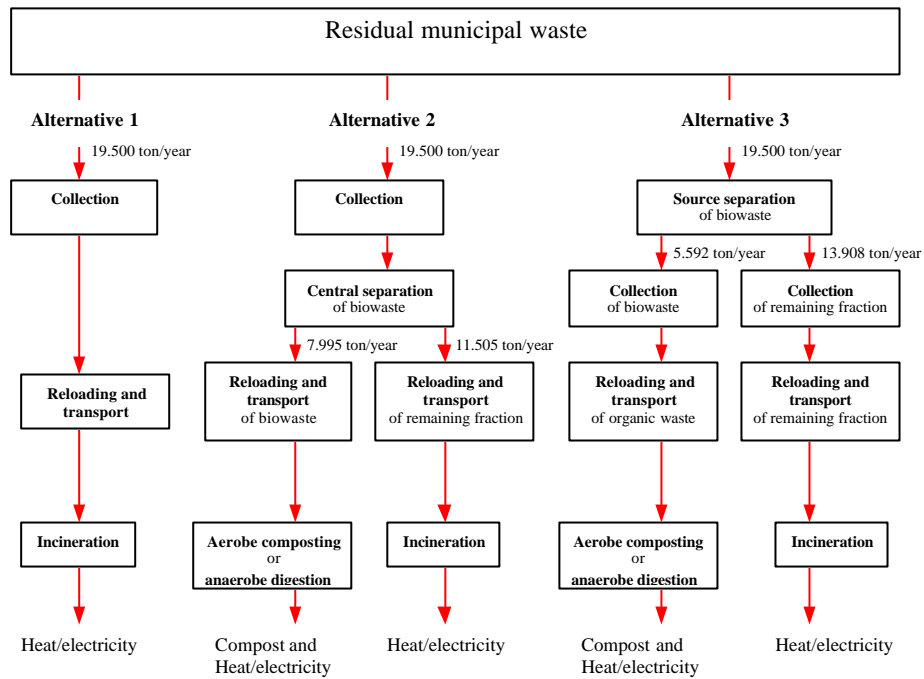 Residual municipal waste
Alternative 1
19.500 ton/year
Collection
Reloading and
transport
Incineration
Heat/electricity
Alternative 2
19.500 ton/year
Collection
Central separation
of biowaste
7.995 ton/year
Reloading and
transport
of biowaste
Aerobe composting
or
anaerobe digestion
Compost and
Heat/electricity
11.505 ton/year
Reloading and
transport
of remaining fraction
Incineration
Heat/electricity
Alternative 3
19.500 ton/year
Source separation
of biowaste
5.592 ton/year
Collection
of biowaste
Reloading and
transport
of organic waste
Aerobe composting
or
anaerobe digestion
Compost and
Heat/electricity
13.908 ton/year
Collection
of remaining fraction
Reloading and
transport
of remaining fraction
Incineration
Heat/electricity